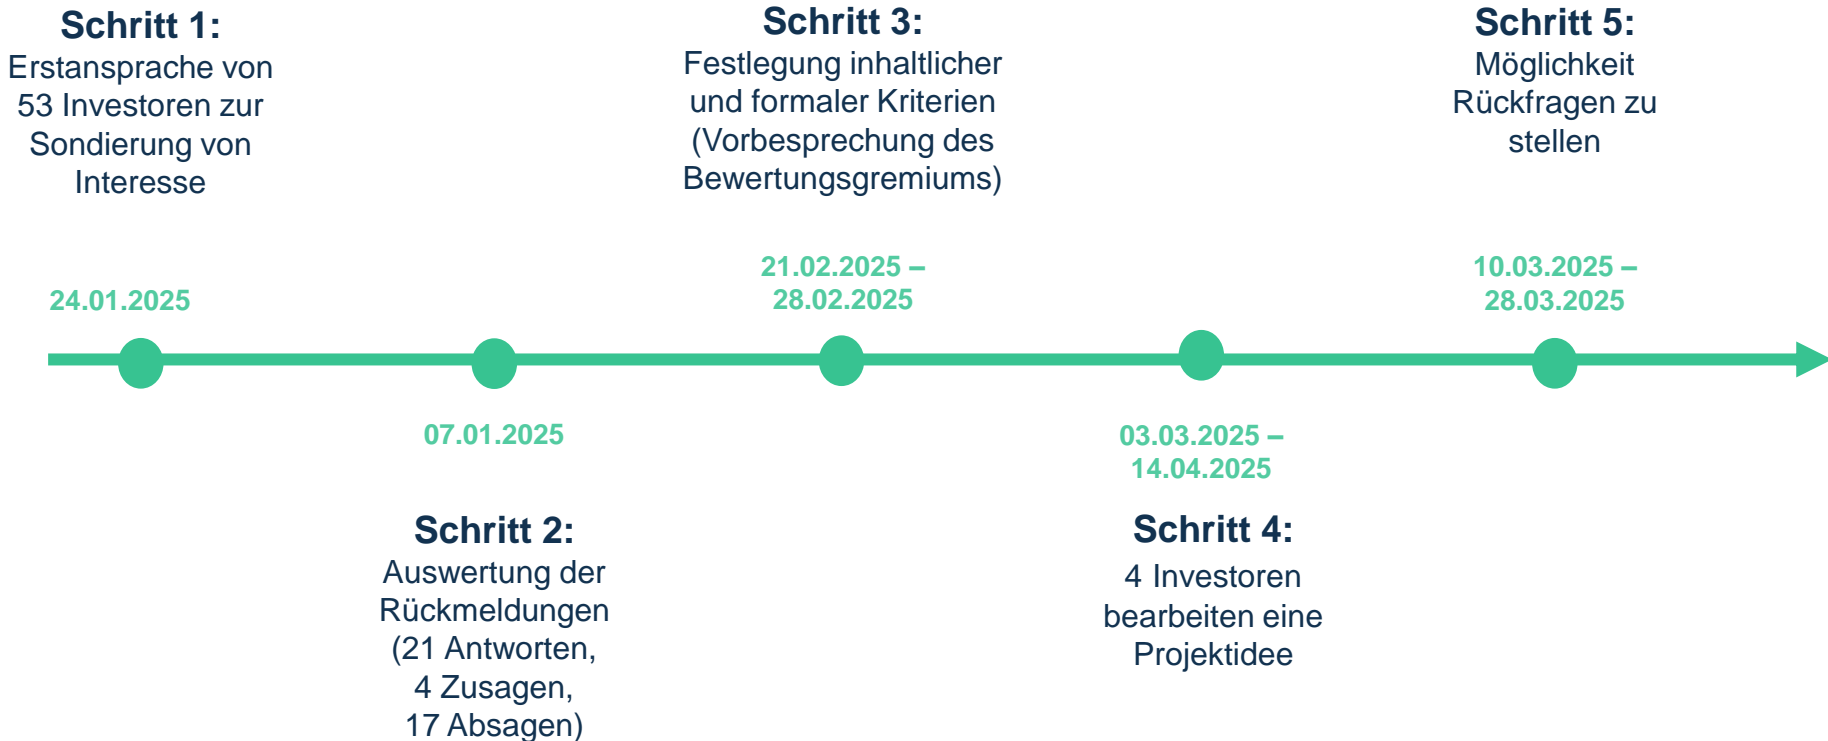 Schritt 1:
Erstansprache von
53 Investoren zur
Sondierung von
Interesse
24.01.2025
07.01.2025
Schritt 2:
Auswertung der
Rückmeldungen
(21 Antworten,
4 Zusagen,
17 Absagen)
Schritt 3:
Festlegung inhaltlicher
und formaler Kriterien
(Vorbesprechung des
Bewertungsgremiums)
21.02.2025 –
28.02.2025
03.03.2025 –
14.04.2025
Schritt 4:
4 Investoren
bearbeiten eine
Projektidee
Schritt 5:
Möglichkeit
Rückfragen zu
stellen
10.03.2025 –
28.03.2025